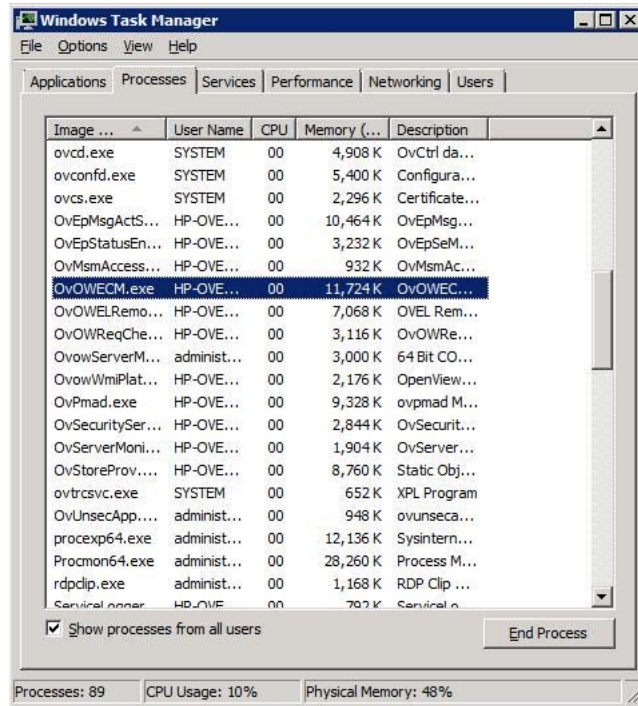 Windows Task Manager
File Options View Help
Applications Processes Services Performance Networking Users
Image ... User Name CPU Memory (... Description
ovcd.exe SYSTEM 00 4,908 K OvCtrl da...
ovconfd.exe SYSTEM 00 5,400 K Configura...
ovcs.exe SYSTEM 00 2,296 K Certificate...
OvEpMsgActS... HP-OVE... 00 10,464 K OvEpMsg...
OvEpStatusEn... HP-OVE... 00 3,232 K OvEpSeM...
OvMsmAccess... HP-OVE... 00 932 K OvMsmAc...
OvOWECM.exe HP-OVE... 00 11,724 K OvOWEC...
OvOWELRemo... HP-OVE... 00 7,068 K OVEL Rem...
OvOWReqChe... HP-OVE... 00 3,116 K OvOWRe...
OvowServerM... administ... 00 3,000 K 64 Bit CO...
OvowWmiPlat... HP-OVE... 00 2,176 K OpenView...
OvPmad.exe HP-OVE... 00 9,328 K ovpmad M...
OvSecuritySer... HP-OVE... 00 2,844 K OvSecurit...
OvServerMoni... HP-OVE... 00 1,904 K OvServer...
OvStoreProv.... HP-OVE... 00 8,760 K Static Obj...
ovtrcsvc.exe SYSTEM 00 652 K XPL Program
OvUnsecApp.... administ... 00 948 K ovunseca...
procexp64.exe administ... 00 12,136 K Sysintern...
Procmon64.exe administ... 00 28,260 K Process M...
rdpclip.exe administ... 00 1,168 K RDP Clip ...
ServiceLogger HP-OVE 00 792 K ServiceLo
Show processes from all users
End Process
Processes: 89 CPU Usage: 10% Physical Memory: 48%